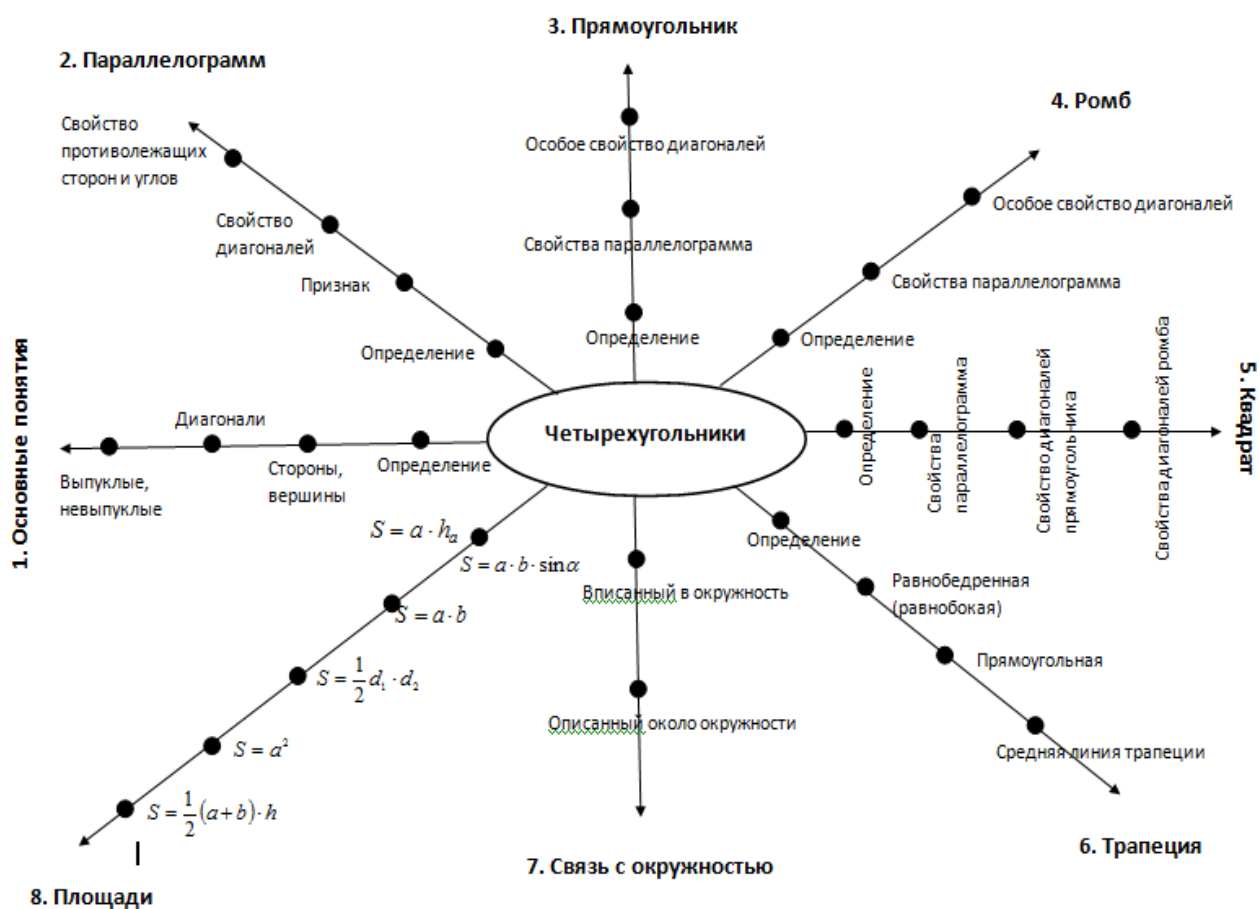 3. Прямоугольник
2. Параллелограмм
4. Ромб
Свойство
противолежащих
сторон и углов
Особое свойство диагоналей
Особое свойство диагоналей
Свойство
диагоналей
Свойства параллелограмма
Признак
Свойства параллелограмма
Определение
Определение
Определение
1. Основные понятия
Диагонали
Стороны,
вершины
Определение
Выпуклые,
невыпуклые
Четырехугольники
Определение
Свойства
параллелограмма
Свойство диагоналей
прямоугольника
Свойства диагоналей ромба
5. Квадрат
S = a · hₐ
S = a · b · sin α
S = a · b
S = 1/2 d₁ · d₂
S = a²
S = 1/2 (a + b) · h
8. Площади
Вписанный в окружность
Описанный около окружности
7. Связь с окружностью
Определение
Равнобедренная
(равнобокая)
Прямоугольная
Средняя линия трапеции
6. Трапеция